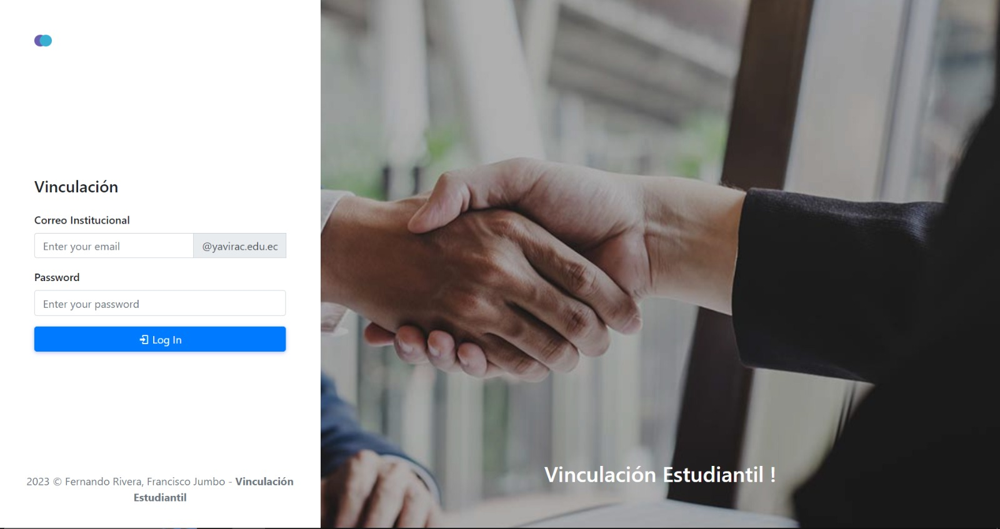 Vinculación
Correo Institucional
Enter your email @yavirac.edu.ec
Password
Enter your password
Log In
2023 © Fernando Rivera, Francisco Jumbo - Vinculación
Estudiantil
Vinculación Estudiantil !